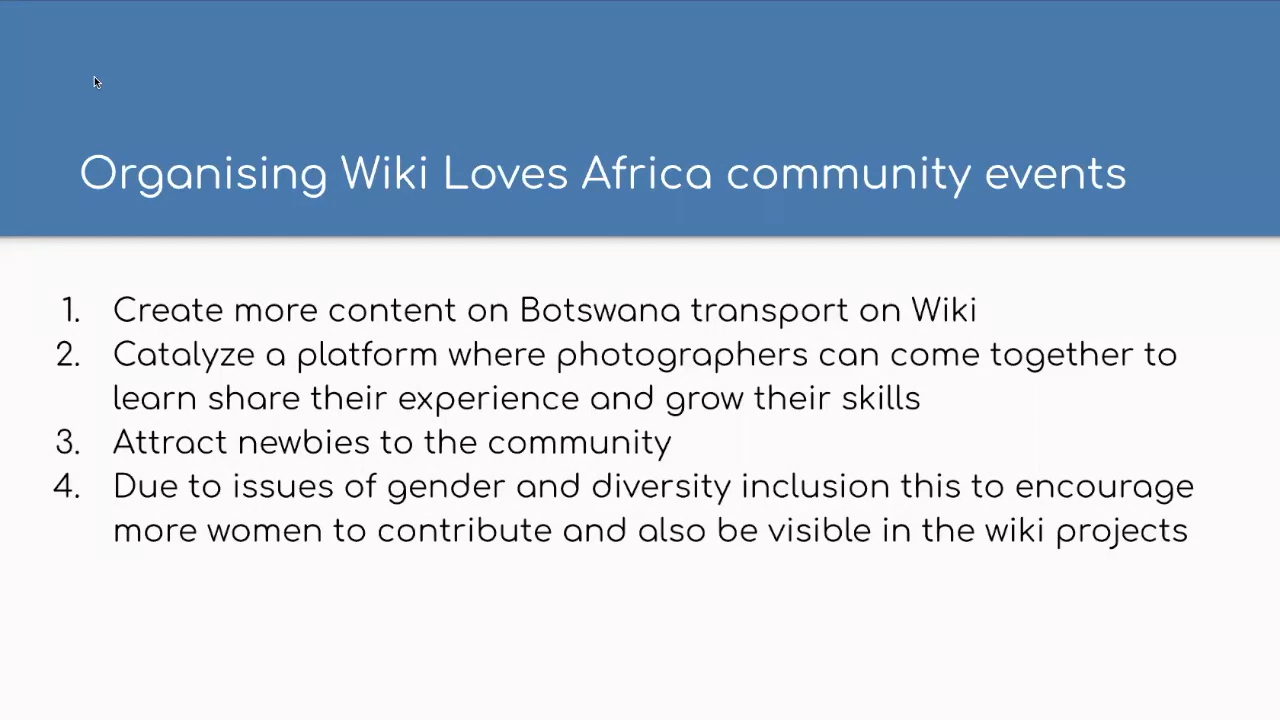 Organising Wiki Loves Africa community events
1. Create more content on Botswana transport on Wiki
2. Catalyze a platform where photographers can come together to
learn share their experience and grow their skills
3. Attract newbies to the community
4. Due to issues of gender and diversity inclusion this to encourage
more women to contribute and also be visible in the wiki projects